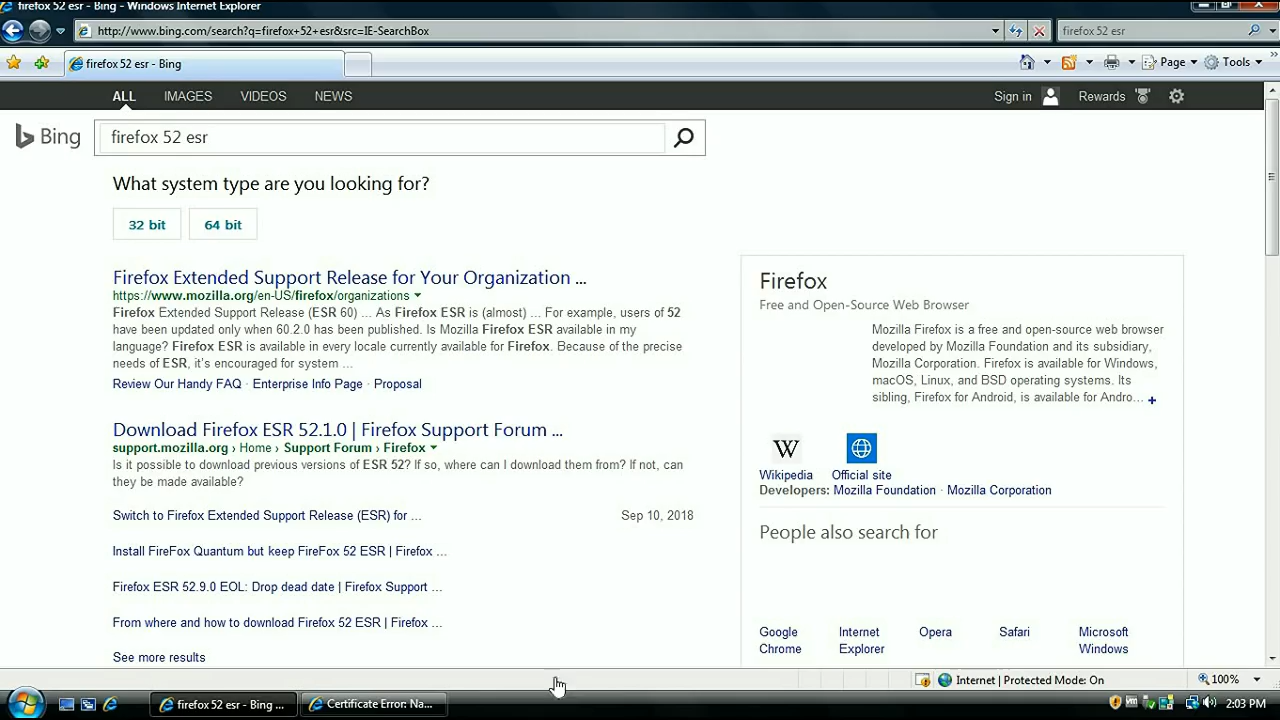 firefox 52 esr - Bing - Windows Internet Explorer
http://www.bing.com/search?q=firefox+52+esr&src=IE-SearchBox
firefox 52 esr
firefox 52 esr - Bing
Page
Tools
ALL IMAGES VIDEOS NEWS
Sign in
Rewards
Bing
firefox 52 esr
What system type are you looking for?
32 bit
64 bit
Firefox Extended Support Release for Your Organization ...
https://www.mozilla.org/en-US/firefox/organizations
Firefox Extended Support Release (ESR 60) ... As Firefox ESR is (almost) ... For example, users of 52
have been updated only when 60.2.0 has been published. Is Mozilla Firefox ESR available in my
language? Firefox ESR is available in every locale currently available for Firefox. Because of the precise
needs of ESR, it's encouraged for system ...
Review Our Handy FAQ · Enterprise Info Page · Proposal
Download Firefox ESR 52.1.0 | Firefox Support Forum ...
support.mozilla.org › Home › Support Forum › Firefox
Is it possible to download previous versions of ESR 52? If so, where can I download them from? If not, can
they be made available?
Switch to Firefox Extended Support Release (ESR) for ...
Sep 10, 2018
Install FireFox Quantum but keep FireFox 52 ESR | Firefox ...
Firefox ESR 52.9.0 EOL: Drop dead date | Firefox Support ...
From where and how to download Firefox 52 ESR | Firefox ...
See more results
Firefox
Free and Open-Source Web Browser
Mozilla Firefox is a free and open-source web browser
developed by Mozilla Foundation and its subsidiary,
Mozilla Corporation. Firefox is available for Windows,
macOS, Linux, and BSD operating systems. Its
sibling, Firefox for Android, is available for Andro... +
W
Wikipedia
Official site
Developers: Mozilla Foundation · Mozilla Corporation
People also search for
Google
Chrome
Internet
Explorer
Opera
Safari
Microsoft
Windows
Internet | Protected Mode: On
100%
firefox 52 esr - Bing ...
Certificate Error: Na...
2:03 PM